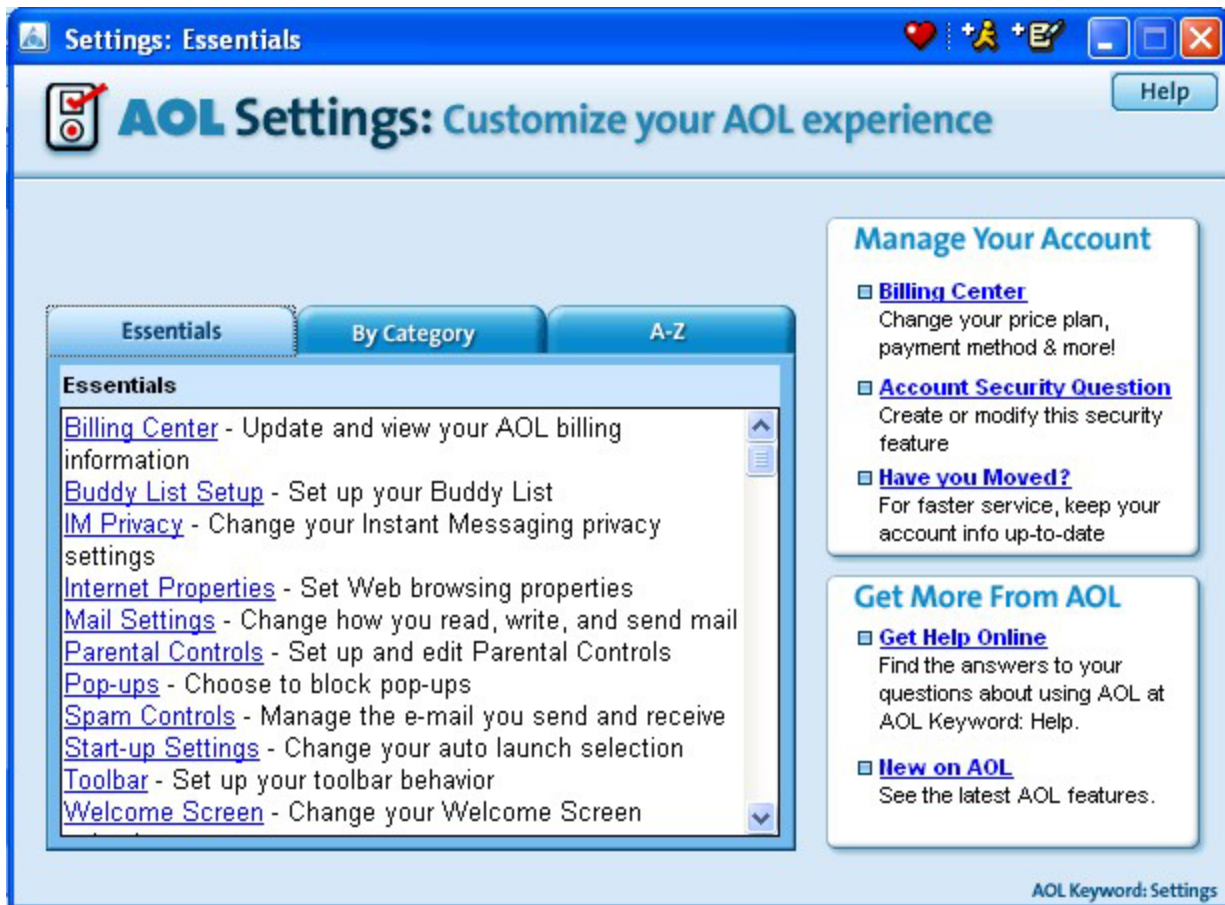 Settings: Essentials
Help
AOL Settings: Customize your AOL experience
Essentials
By Category
A-Z
Essentials
Billing Center - Update and view your AOL billing
information
Buddy List Setup - Set up your Buddy List
IM Privacy - Change your Instant Messaging privacy
settings
Internet Properties - Set Web browsing properties
Mail Settings - Change how you read, write, and send mail
Parental Controls - Set up and edit Parental Controls
Pop-ups - Choose to block pop-ups
Spam Controls - Manage the e-mail you send and receive
Start-up Settings - Change your auto launch selection
Toolbar - Set up your toolbar behavior
Welcome Screen - Change your Welcome Screen
Manage Your Account
Billing Center
Change your price plan,
payment method & more!
Account Security Question
Create or modify this security
feature
Have you Moved?
For faster service, keep your
account info up-to-date
Get More From AOL
Get Help Online
Find the answers to your
questions about using AOL at
AOL Keyword: Help.
New on AOL
See the latest AOL features.
AOL Keyword: Settings